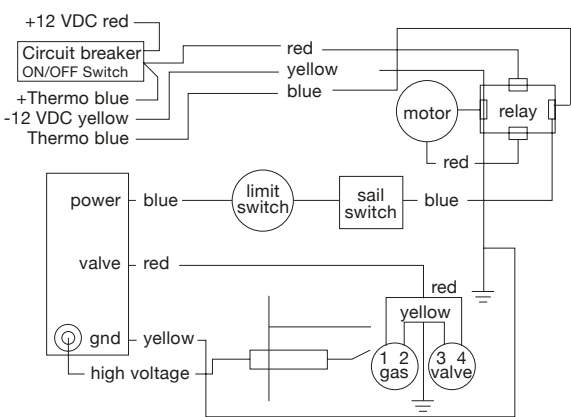 +12 VDC red
Circuit breaker
ON/OFF Switch
+Thermo blue
-12 VDC yellow
Thermo blue
red
yellow
blue
motor
relay
red
power
blue
limit
switch
sail
switch
blue
valve
red
red
yellow
gnd
yellow
high voltage
1 2
gas
3 4
valve